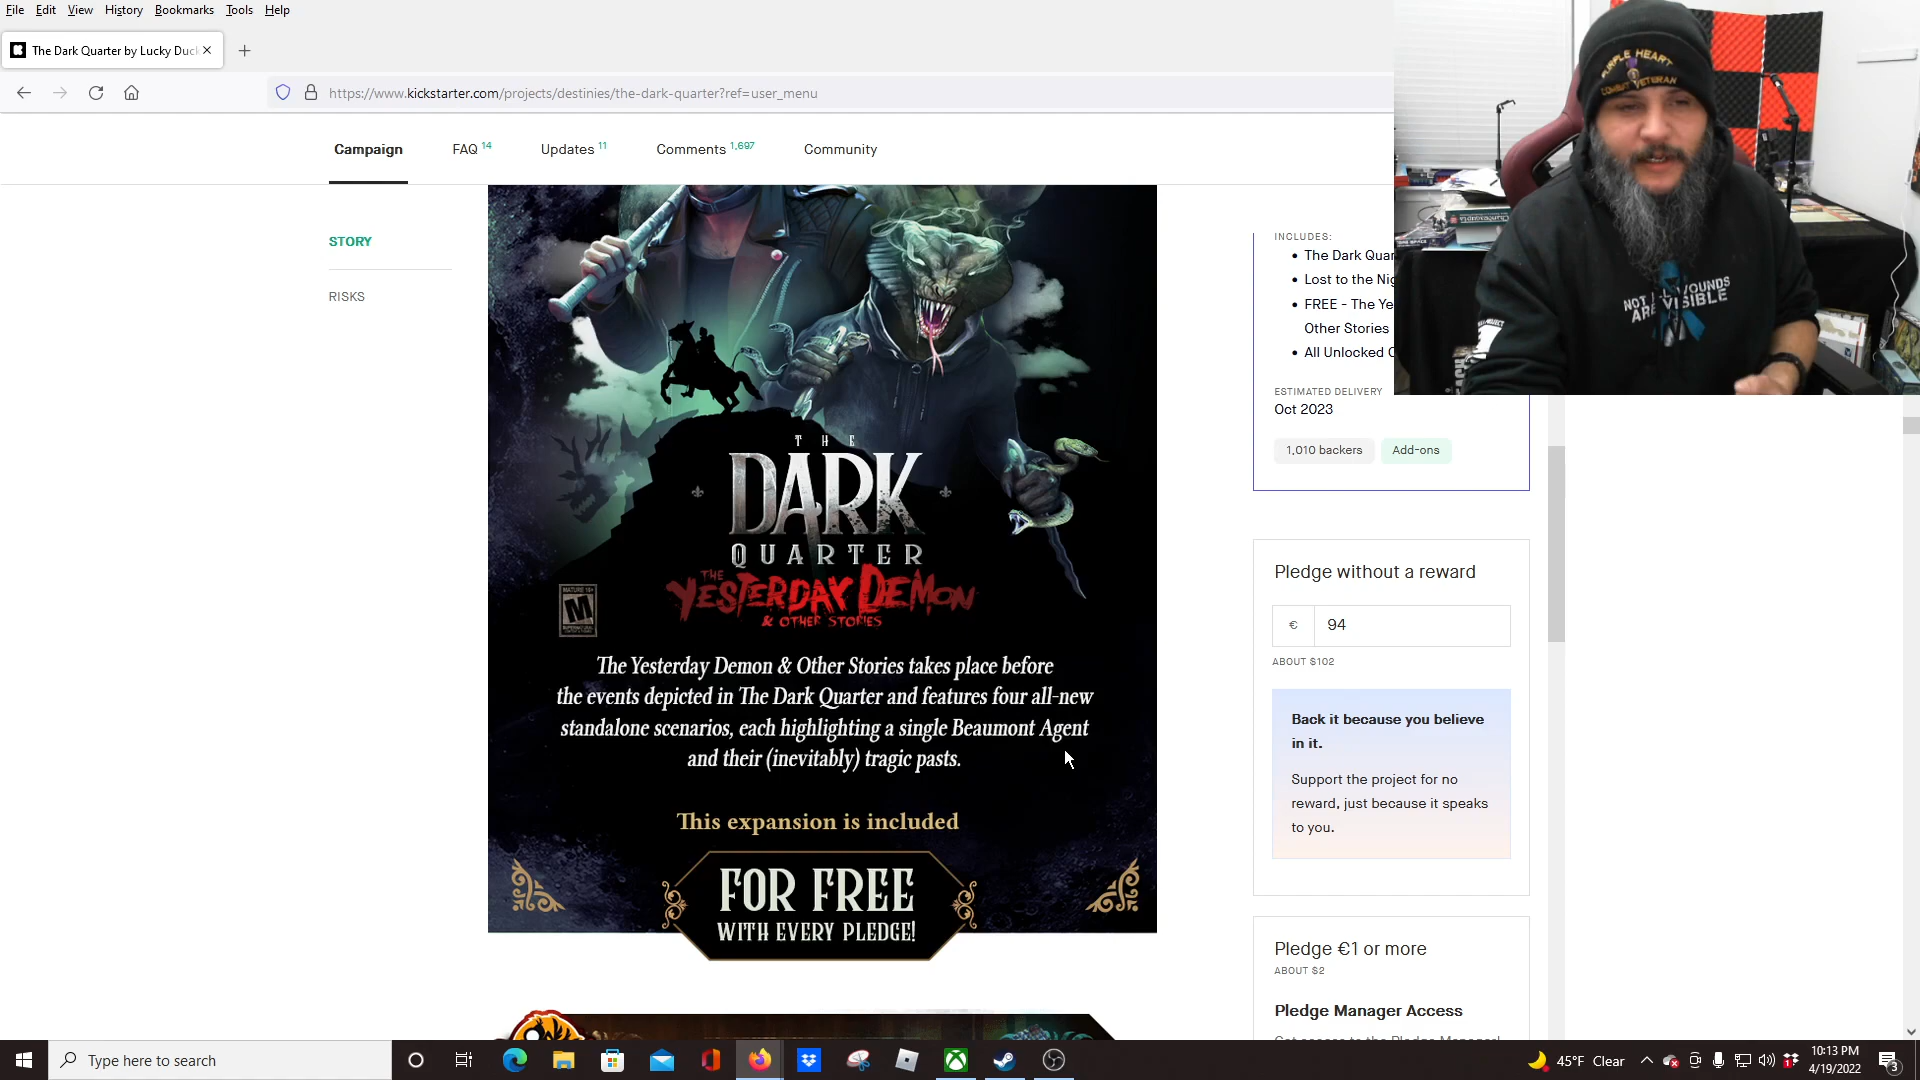 File Edit View History Bookmarks Tools Help
The Dark Quarter by Lucky Duc
https://www.kickstarter.com/projects/destinies/the-dark-quarter?ref=user_menu
Campaign FAQ 14 Updates 11 Comments 1,697 Community
STORY
RISKS
THE
DARK
QUARTER
THE
YESTERDAY DEMON
& OTHER STORIES
M
The Yesterday Demon & Other Stories takes place before
the events depicted in The Dark Quarter and features four all-new
standalone scenarios, each highlighting a single Beaumont Agent
and their (inevitably) tragic pasts.
This expansion is included
FOR FREE
WITH EVERY PLEDGE!
INCLUDES:
The Dark Quar
Lost to the Nig
FREE - The Ye
Other Stories
All Unlocked
ESTIMATED DELIVERY
Oct 2023
1,010 backers Add-ons
Pledge without a reward
€ 94
ABOUT $102
Back it because you believe
in it.
Support the project for no
reward, just because it speaks
to you.
Pledge €1 or more
ABOUT $2
Pledge Manager Access
PURPLE HEART
COMBAT VETERAN
NOT WOUNDS
ARE VISIBLE
Type here to search
45°F Clear
10:13 PM
4/19/2022
3